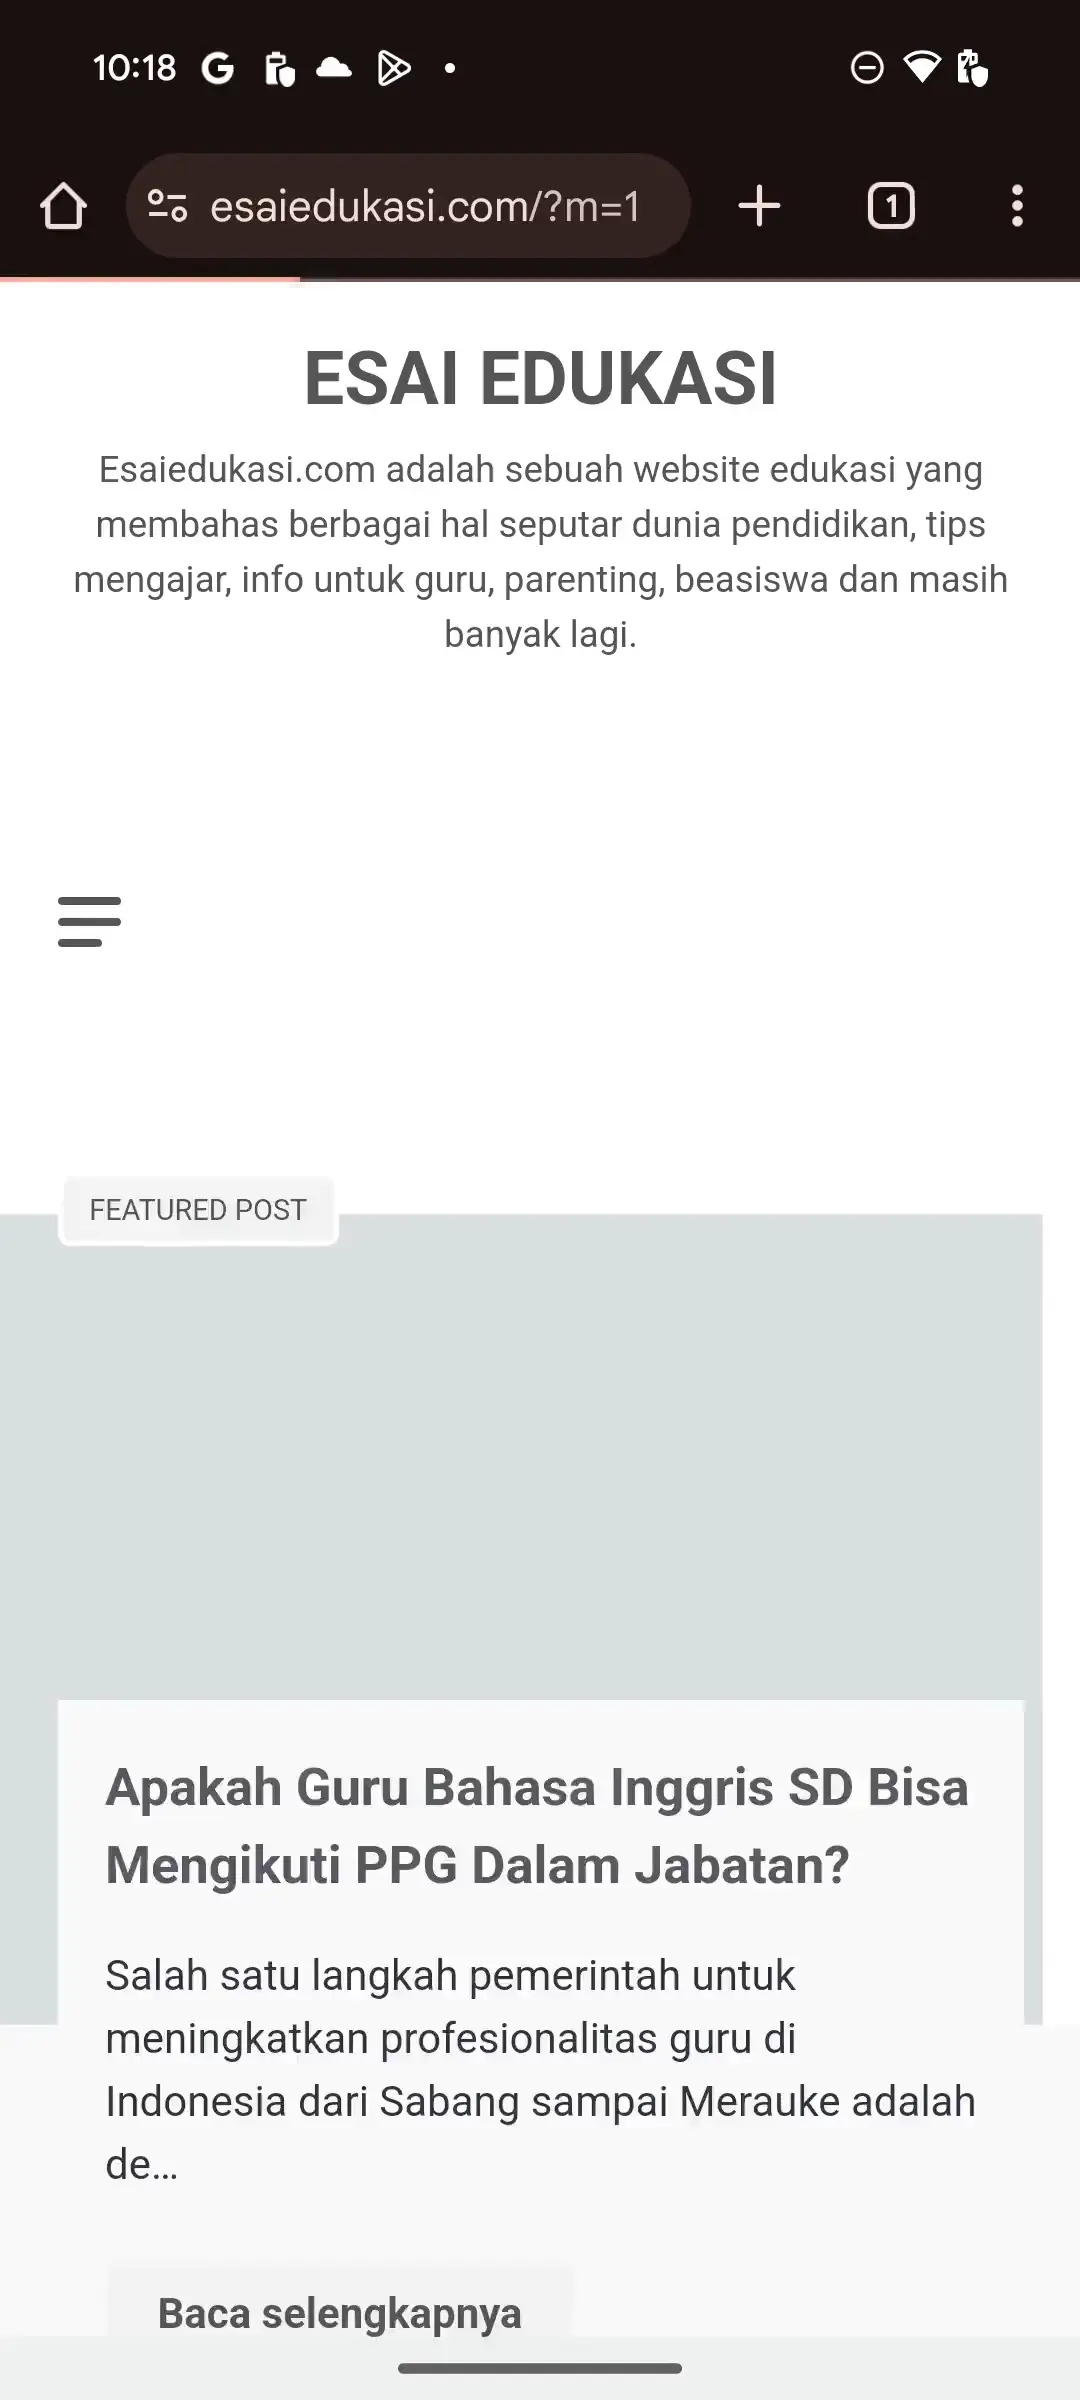 10:18
esaiedukasi.com/?m=1
1
ESAI EDUKASI
Esaiedukasi.com adalah sebuah website edukasi yang
membahas berbagai hal seputar dunia pendidikan, tips
mengajar, info untuk guru, parenting, beasiswa dan masih
banyak lagi.
FEATURED POST
Apakah Guru Bahasa Inggris SD Bisa
Mengikuti PPG Dalam Jabatan?
Salah satu langkah pemerintah untuk
meningkatkan profesionalitas guru di
Indonesia dari Sabang sampai Merauke adalah
de...
Baca selengkapnya